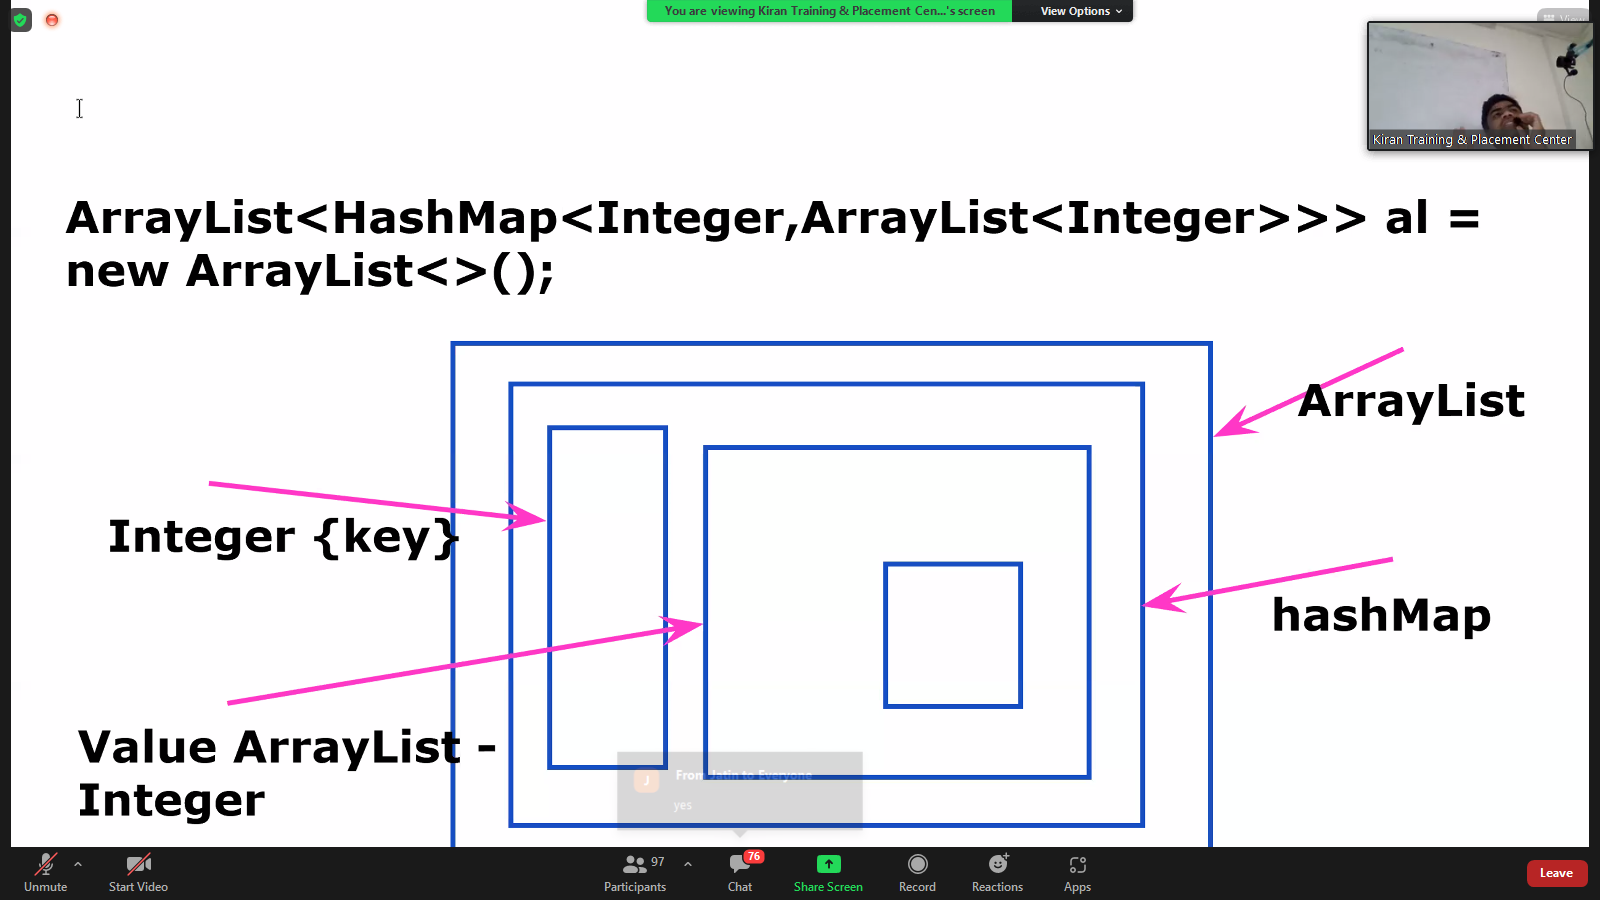 You are viewing Kiran Training & Placement Cen...'s screen
View Options
View
Kiran Training & Placement Center
ArrayList<HashMap<Integer,ArrayList<Integer>>> al =
new ArrayList<>();
ArrayList
Integer {key}
hashMap
Value ArrayList -
Integer
J
From Jatin to Everyone
yes
Unmute
Start Video
97
Participants
76
Chat
Share Screen
Record
Reactions
Apps
Leave